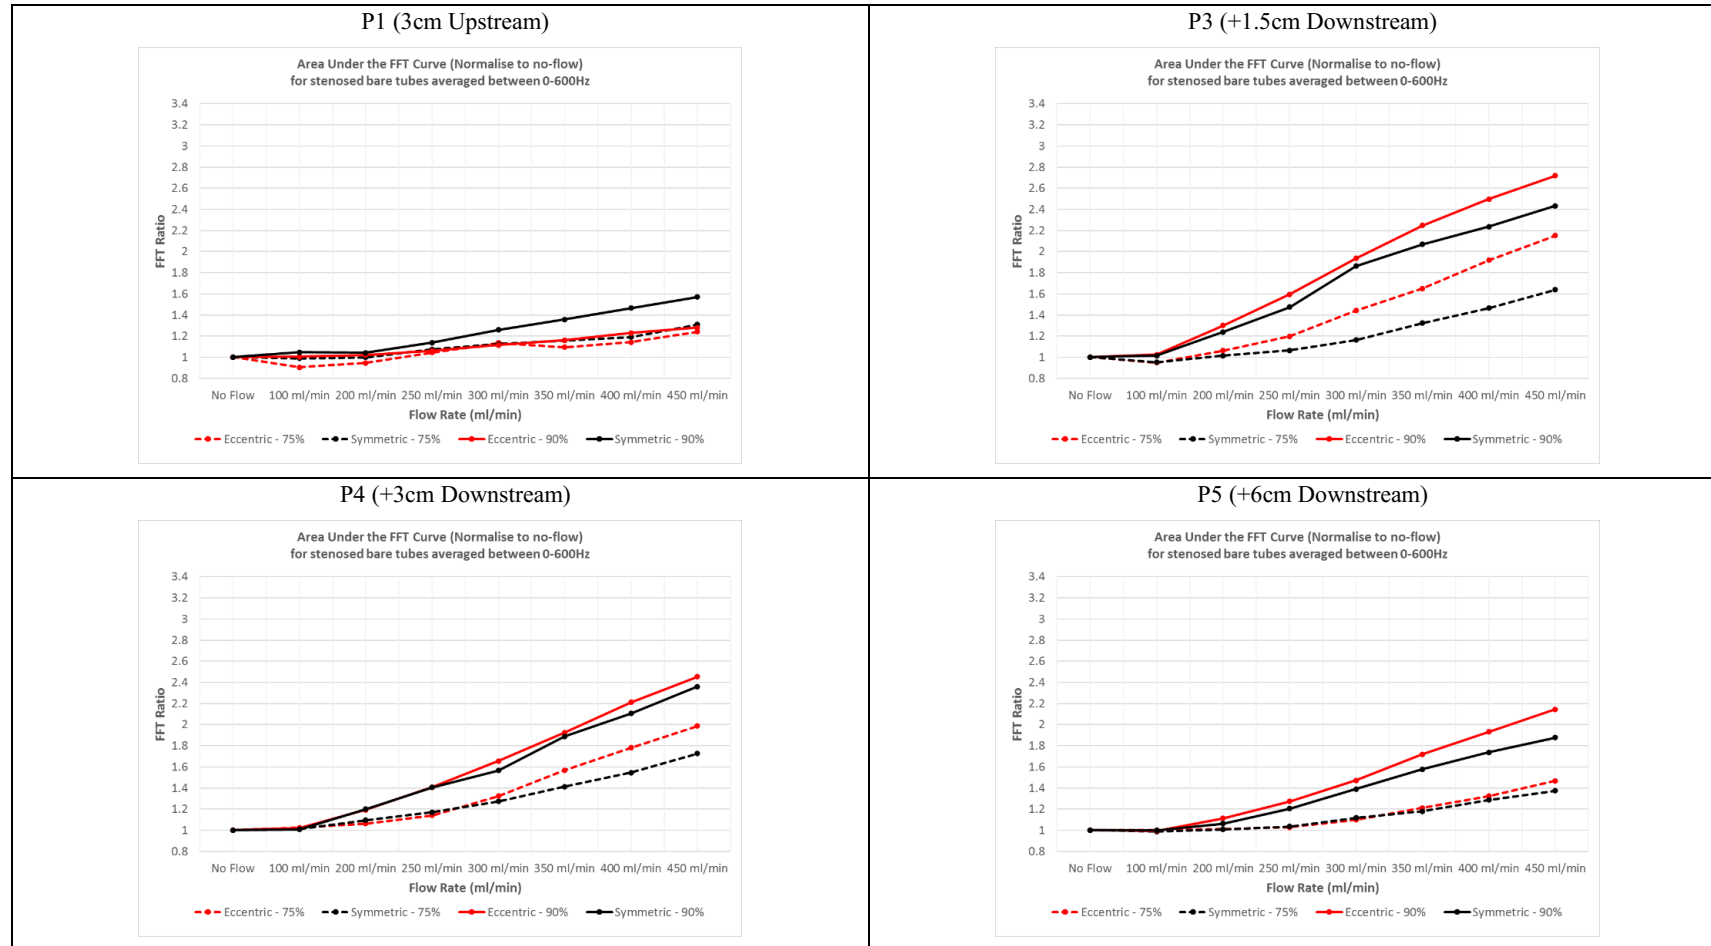 P1 (3cm Upstream)
Area Under the FFT Curve (Normalise to no-flow)
for stenosed bare tubes averaged between 0-600Hz
3.4
3.2
3
2.8
2.6
2.4
2.2
2
1.8
1.6
1.4
1.2
1
0.8
FFT Ratio
No Flow 100 ml/min 200 ml/min 250 ml/min 300 ml/min 350 ml/min 400 ml/min 450 ml/min
Flow Rate (ml/min)
Eccentric - 75% Symmetric - 75% Eccentric - 90% Symmetric - 90%
P3 (+1.5cm Downstream)
Area Under the FFT Curve (Normalise to no-flow)
for stenosed bare tubes averaged between 0-600Hz
3.4
3.2
3
2.8
2.6
2.4
2.2
2
1.8
1.6
1.4
1.2
1
0.8
FFT Ratio
No Flow 100 ml/min 200 ml/min 250 ml/min 300 ml/min 350 ml/min 400 ml/min 450 ml/min
Flow Rate (ml/min)
Eccentric - 75% Symmetric - 75% Eccentric - 90% Symmetric - 90%
P4 (+3cm Downstream)
Area Under the FFT Curve (Normalise to no-flow)
for stenosed bare tubes averaged between 0-600Hz
3.4
3.2
3
2.8
2.6
2.4
2.2
2
1.8
1.6
1.4
1.2
1
0.8
FFT Ratio
No Flow 100 ml/min 200 ml/min 250 ml/min 300 ml/min 350 ml/min 400 ml/min 450 ml/min
Flow Rate (ml/min)
Eccentric - 75% Symmetric - 75% Eccentric - 90% Symmetric - 90%
P5 (+6cm Downstream)
Area Under the FFT Curve (Normalise to no-flow)
for stenosed bare tubes averaged between 0-600Hz
3.4
3.2
3
2.8
2.6
2.4
2.2
2
1.8
1.6
1.4
1.2
1
0.8
FFT Ratio
No Flow 100 ml/min 200 ml/min 250 ml/min 300 ml/min 350 ml/min 400 ml/min 450 ml/min
Flow Rate (ml/min)
Eccentric - 75% Symmetric - 75% Eccentric - 90% Symmetric - 90%